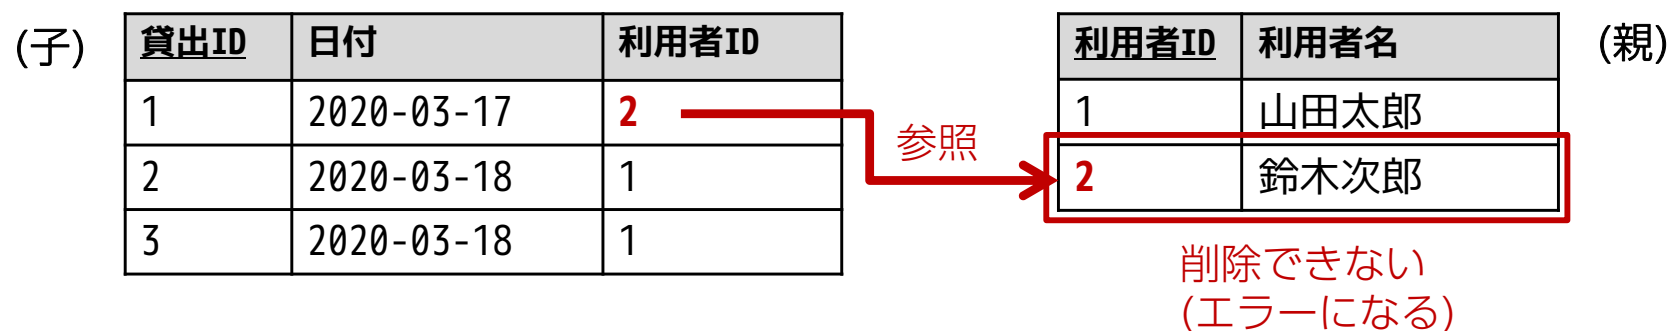 (子)
貸出ID 日付 利用者ID
1 2020-03-17 2
2 2020-03-18 1
3 2020-03-18 1
参照
(親)
利用者ID 利用者名
1 山田太郎
2 鈴木次郎
削除できない
(エラーになる)